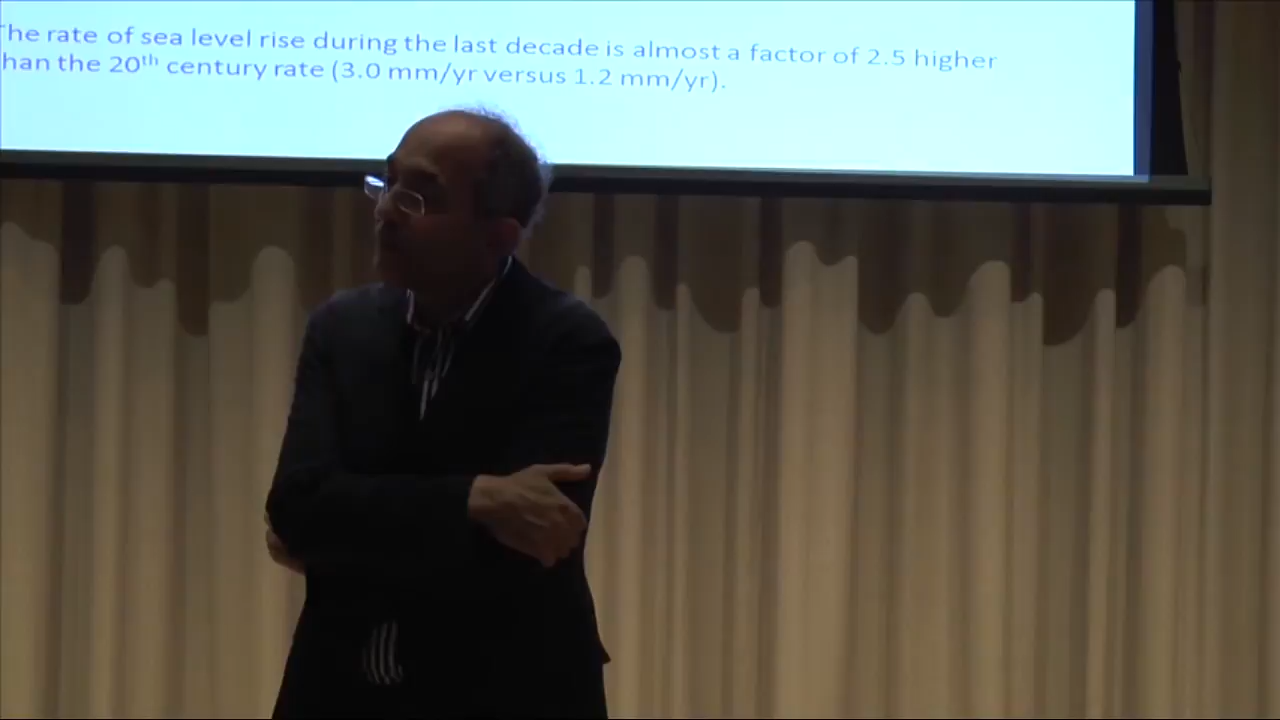 he rate of sea level rise during the last decade is almost a factor of 2.5 higher
han the 20th century rate (3.0 mm/yr versus 1.2 mm/yr).